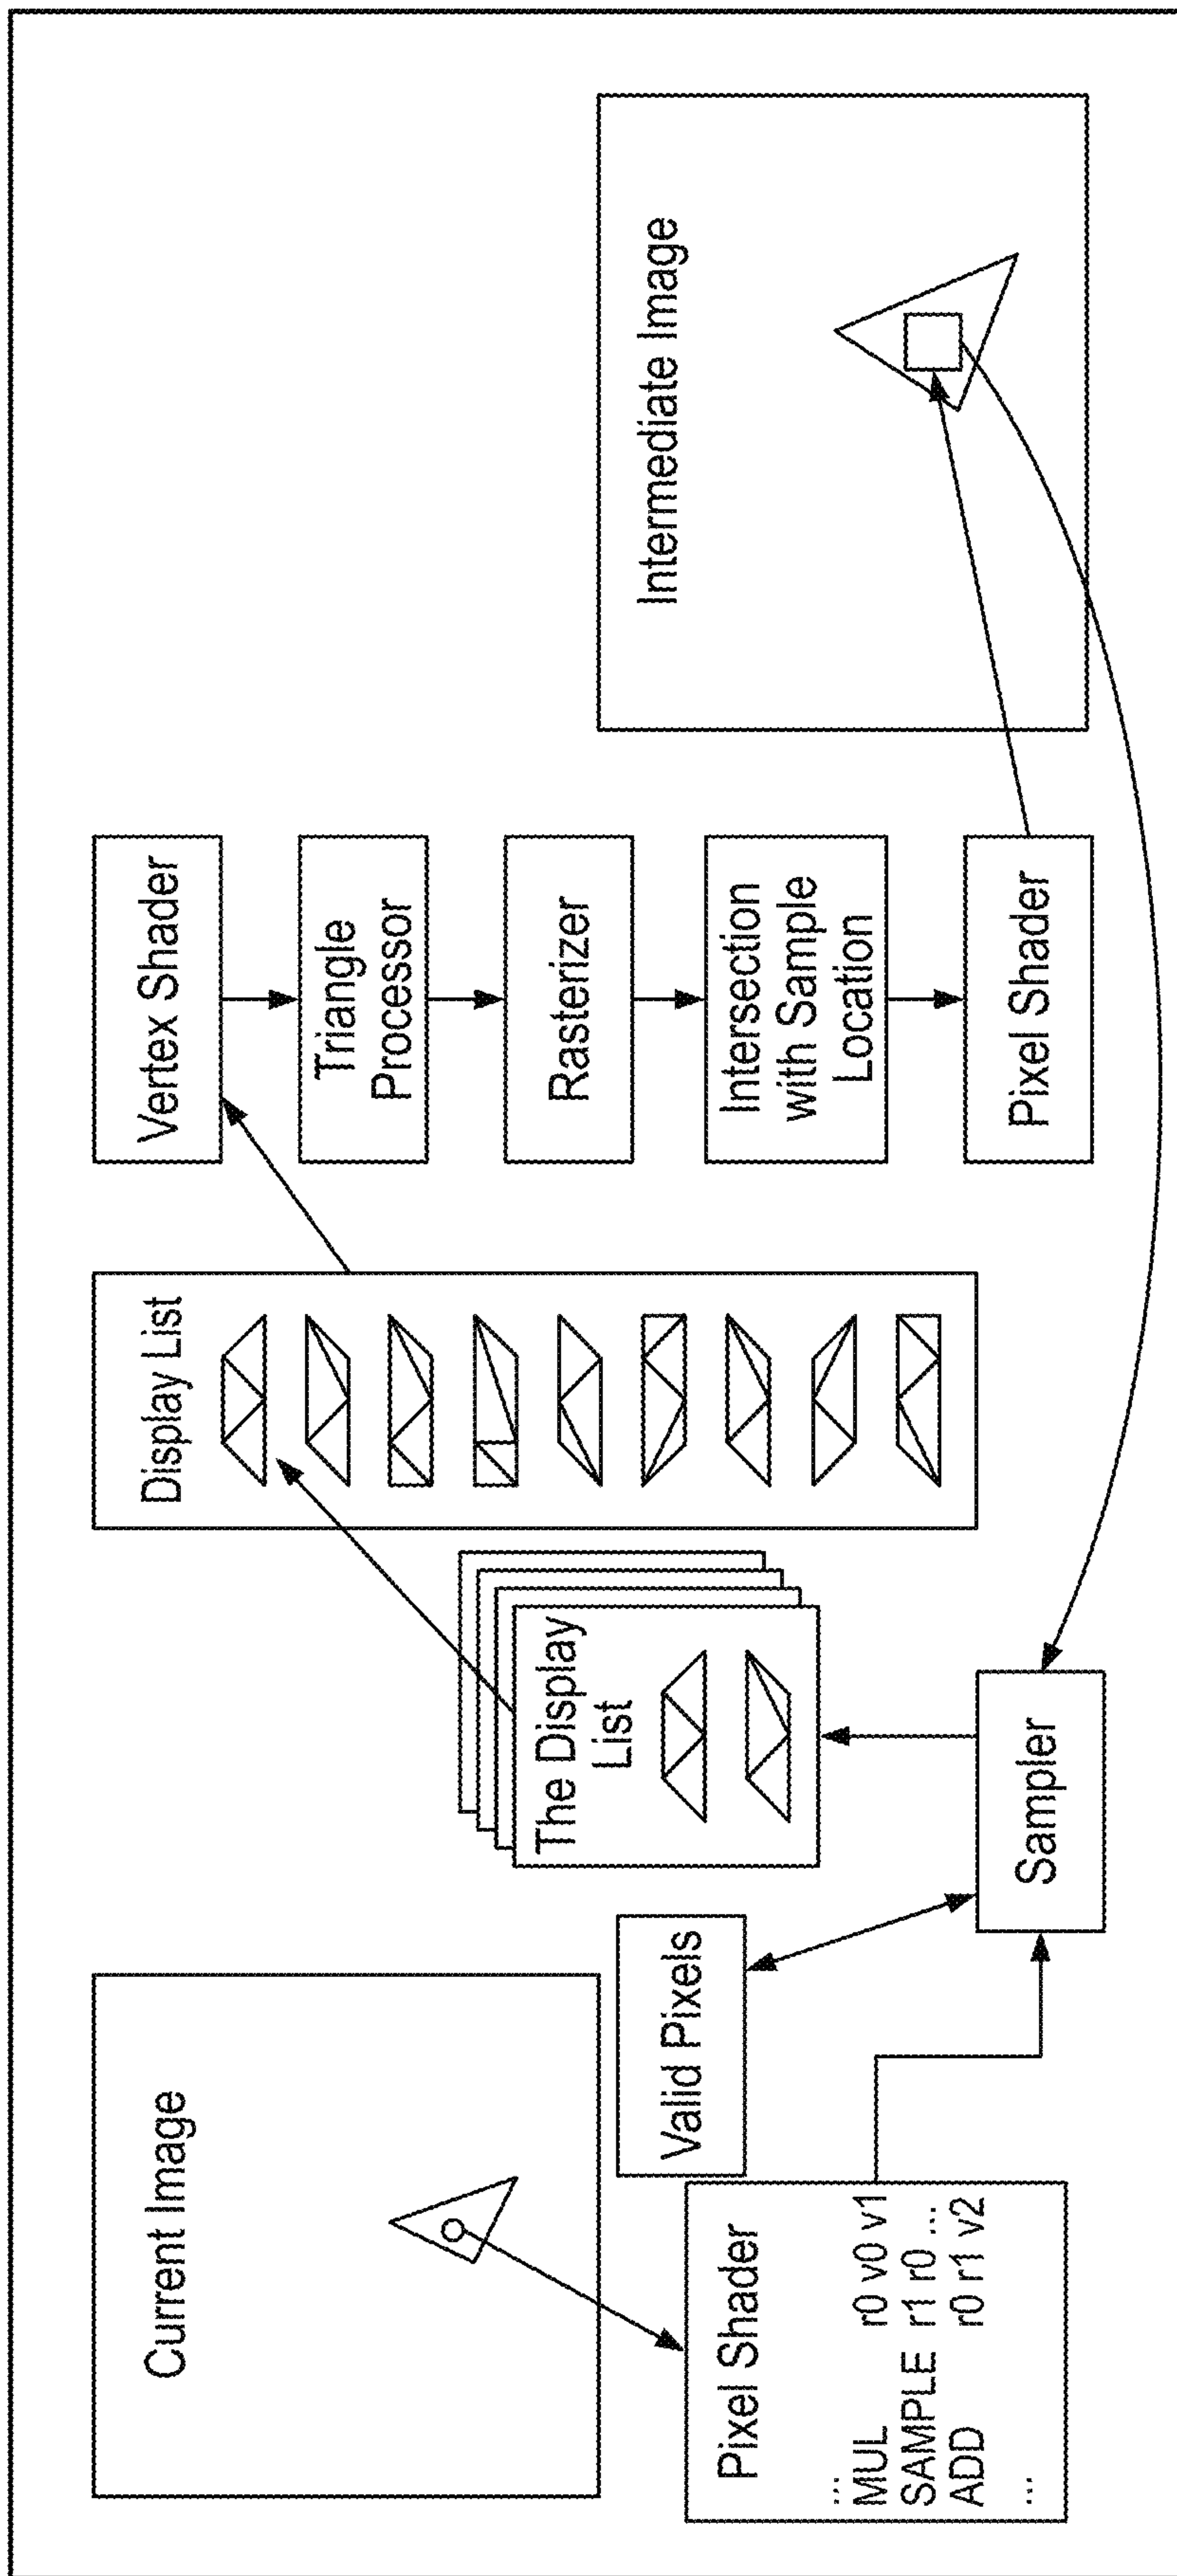 Current Image
Pixel Shader
...
MUL r0 v0 v1
SAMPLE r1 r0 ...
ADD r0 r1 v2
...
Valid Pixels
Sampler
The Display
List
Display List
Vertex Shader
Triangle
Processor
Rasterizer
Intersection
with Sample
Location
Pixel Shader
Intermediate Image